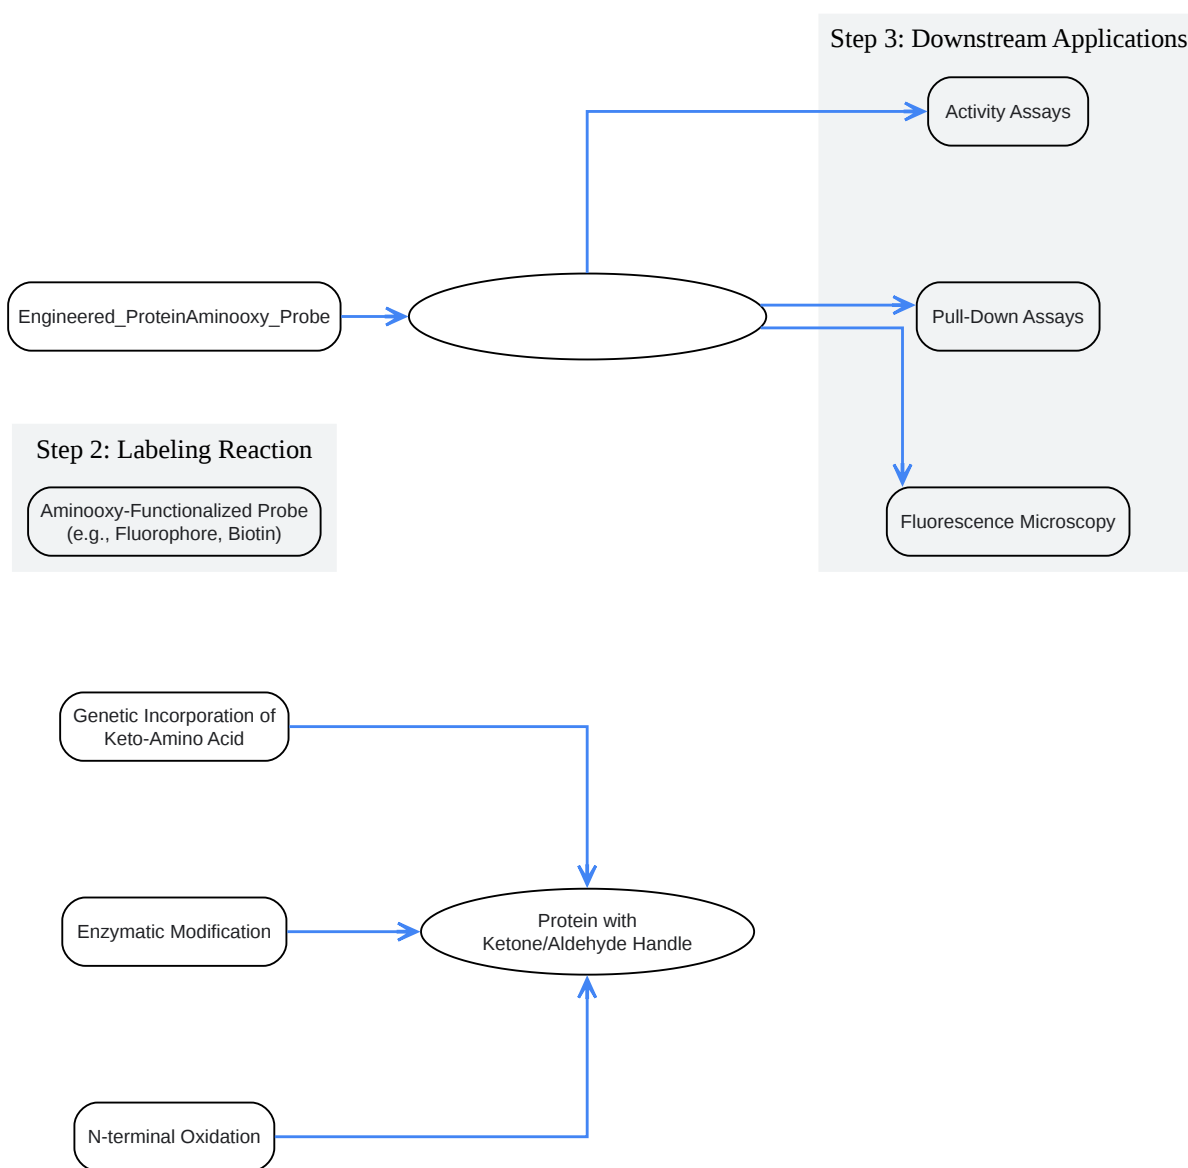 Step 3: Downstream Applications
Activity Assays
Engineered_ProteinAminooxy_Probe
Pull-Down Assays
Step 2: Labeling Reaction
Aminooxy-Functionalized Probe
(e.g., Fluorophore, Biotin)
Fluorescence Microscopy
Genetic Incorporation of
Keto-Amino Acid
Enzymatic Modification
Protein with
Ketone/Aldehyde Handle
N-terminal Oxidation